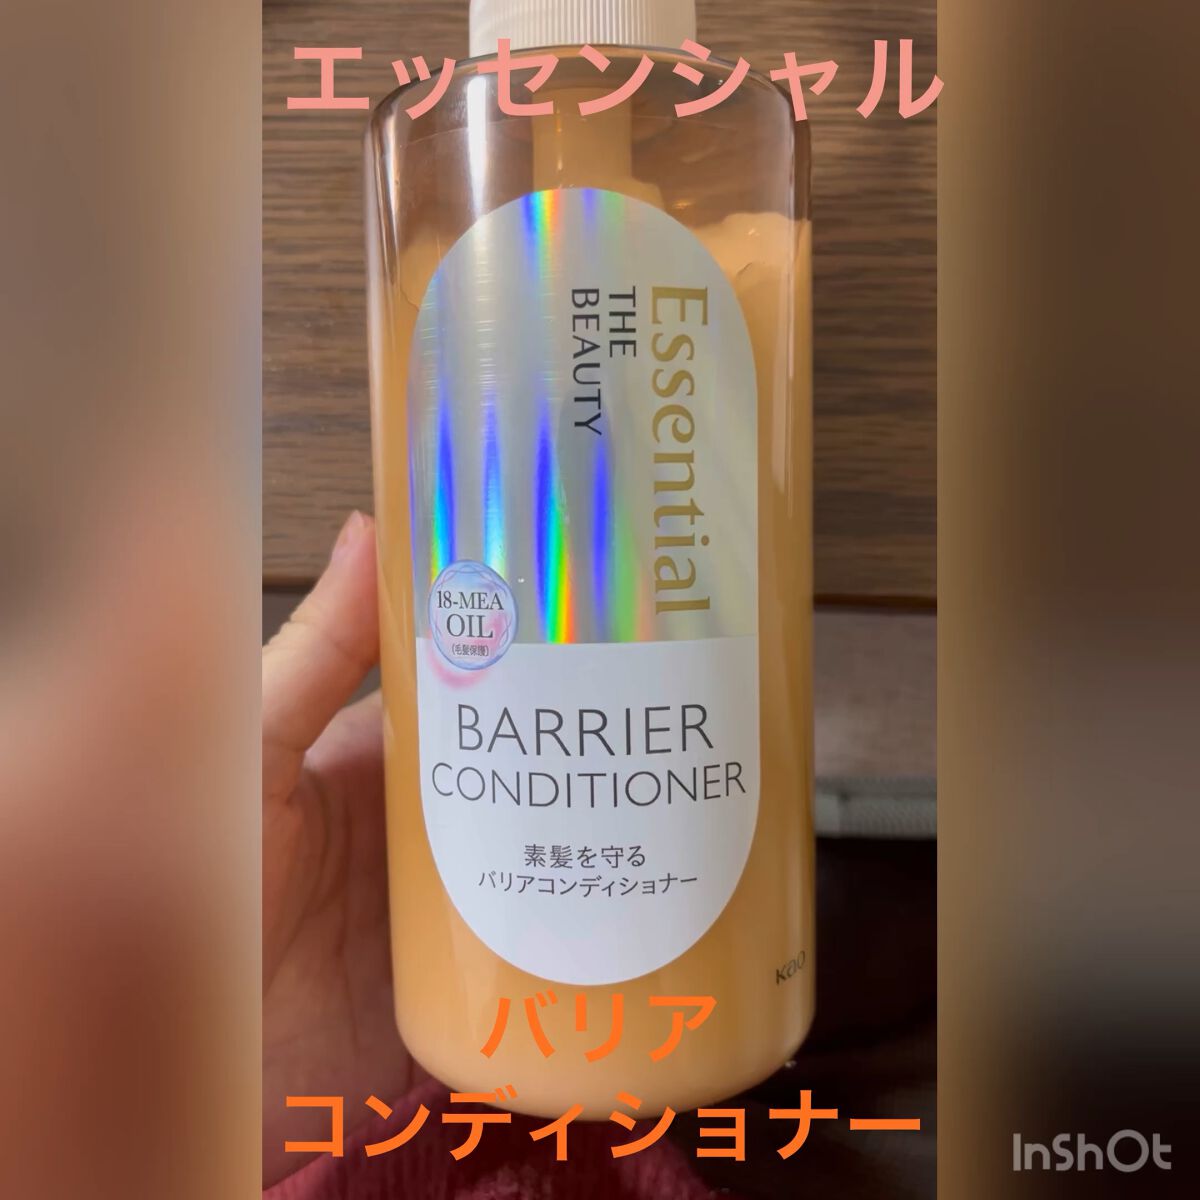 エッセンシャル
Essential
THE
BEAUTY
18-MEA
OIL
(毛髪保護)
BARRIER
CONDITIONER
素髪を守る
バリアコンディショナー
Kao
バリア
コンディショナー
InShOt